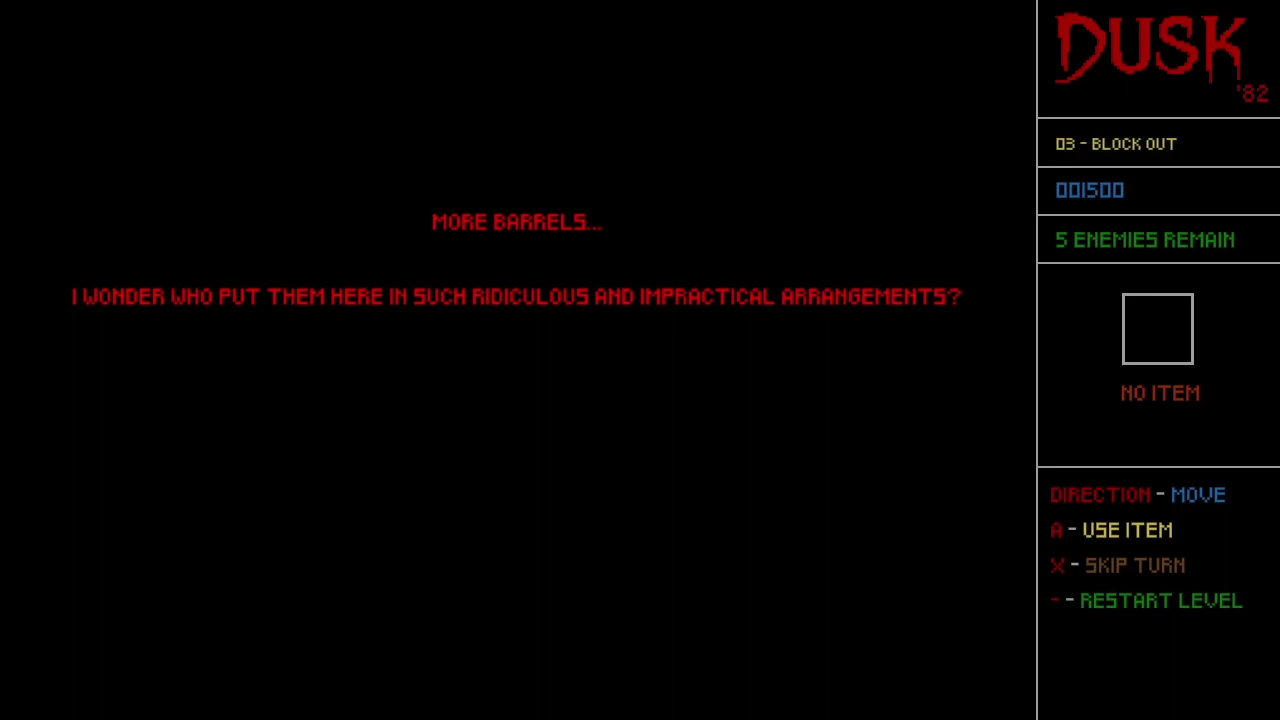 MORE BARRELS...
I WONDER WHO PUT THEM HERE IN SUCH RIDICULOUS AND IMPRACTICAL ARRANGEMENTS?
DUSK
'82
03 - BLOCK OUT
001500
5 ENEMIES REMAIN
NO ITEM
DIRECTION - MOVE
A - USE ITEM
X - SKIP TURN
- - RESTART LEVEL